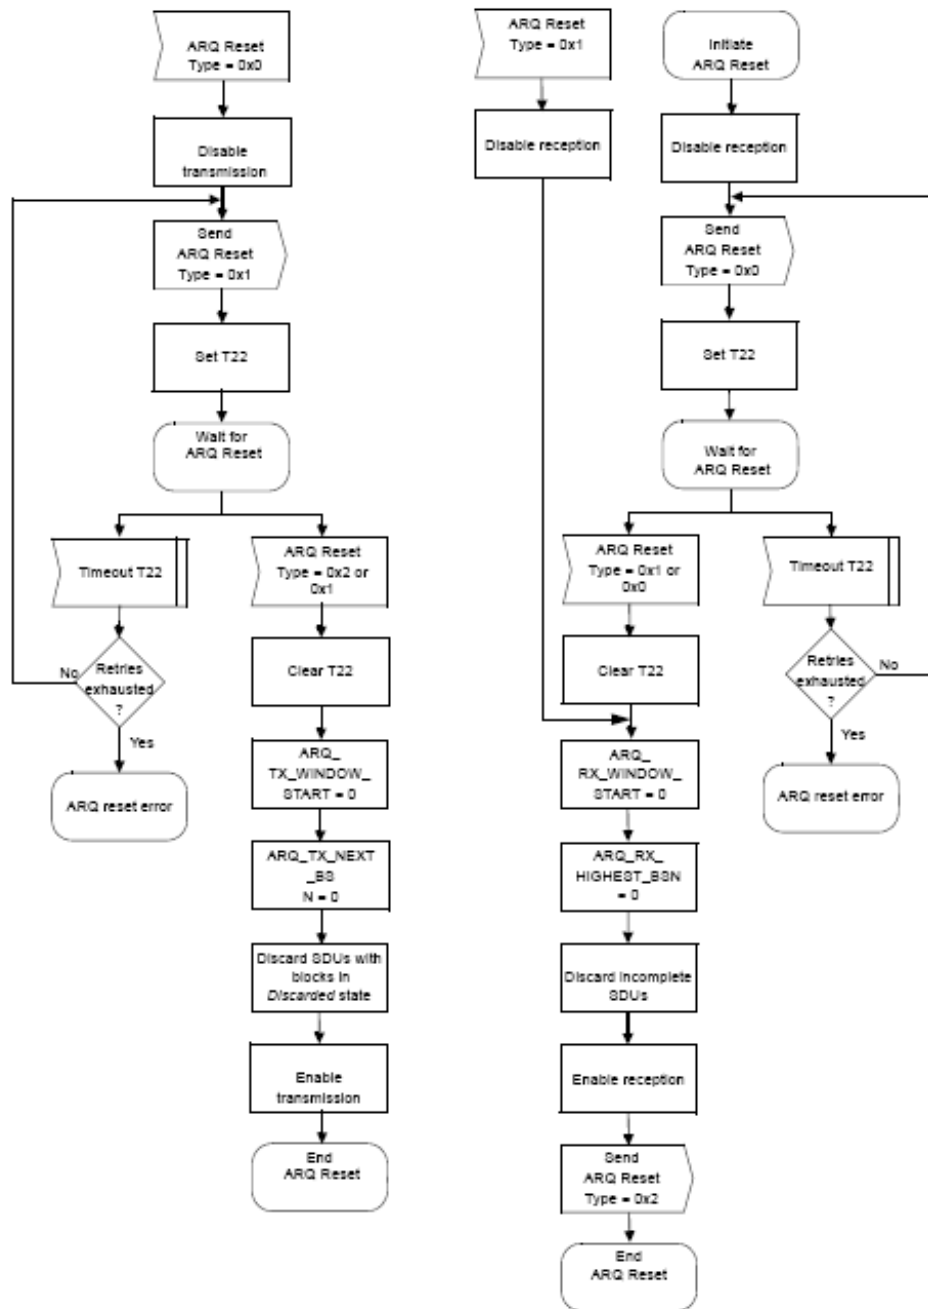 ARQ Reset
Type = 0x0
Disable
transmission
Send
ARQ Reset
Type = 0x1
Set T22
Wait for
ARQ Reset
Timeout T22
No
Retries
exhausted
?
Yes
ARQ reset error
ARQ Reset
Type = 0x2 or
0x1
Clear T22
ARQ_
TX_WINDOW_
START = 0
ARQ_TX_NEXT
_BS
N = 0
Discard SDUs with
blocks in
Discarded state
Enable
transmission
End
ARQ Reset
ARQ Reset
Type = 0x1
Disable reception
Initiate
ARQ Reset
Disable reception
Send
ARQ Reset
Type = 0x0
Set T22
Wait for
ARQ Reset
ARQ Reset
Type = 0x1 or
0x0
Clear T22
ARQ_
RX_WINDOW_
START = 0
ARQ_RX_
HIGHEST_BSN
= 0
Discard incomplete
SDUs
Enable reception
Send
ARQ Reset
Type = 0x2
End
ARQ Reset
Timeout T22
Retries
exhausted
?
No
Yes
ARQ reset error